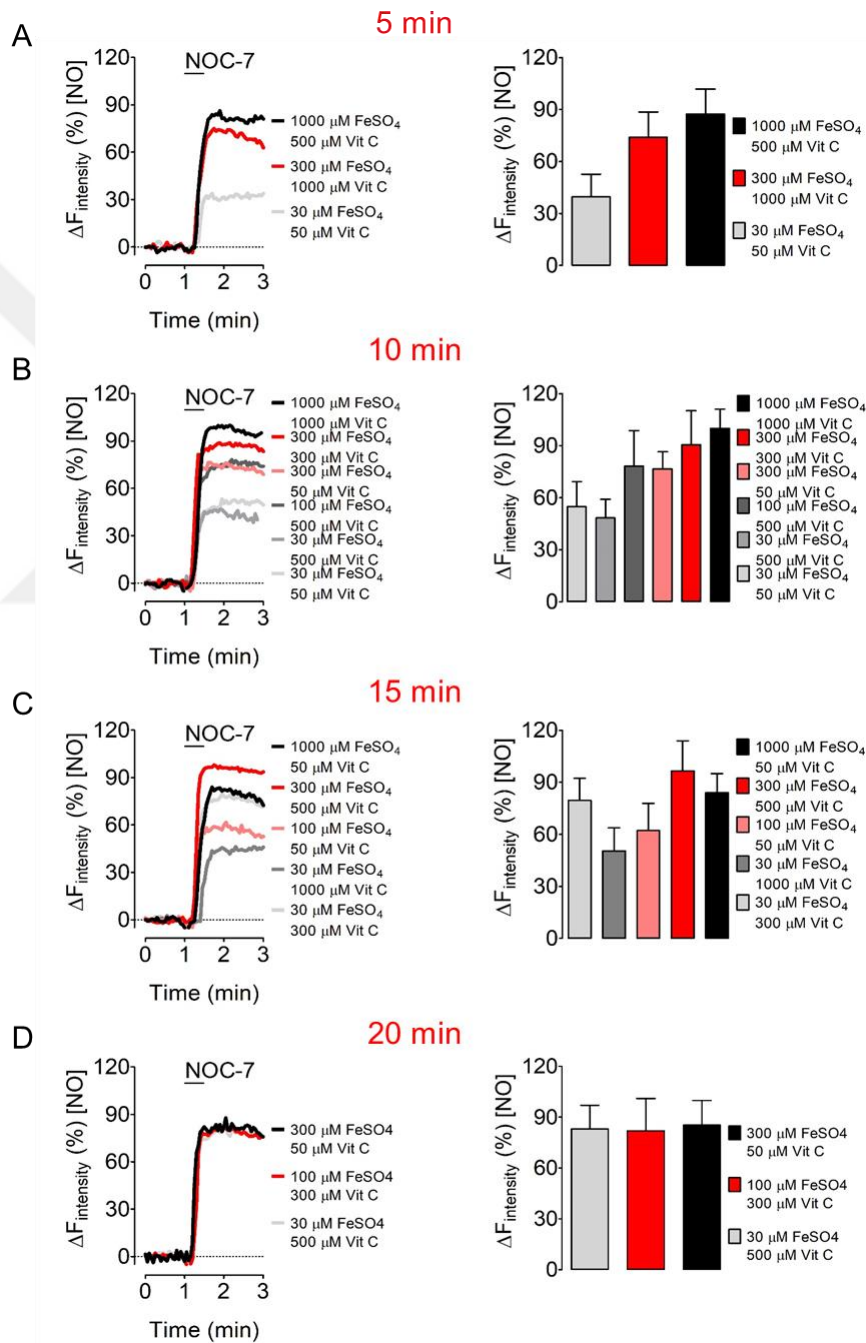 5 min
A
120
90
60
30
0
ΔFintensity (%) [NO]
NOC-7
0 1 2 3
Time (min)
1000 μM FeSO4
500 μM Vit C
300 μM FeSO4
1000 μM Vit C
30 μM FeSO4
50 μM Vit C
120
90
60
30
0
ΔFintensity (%) [NO]
1000 μM FeSO4
500 μM Vit C
300 μM FeSO4
1000 μM Vit C
30 μM FeSO4
50 μM Vit C
10 min
B
120
90
60
30
0
ΔFintensity (%) [NO]
NOC-7
0 1 2 3
Time (min)
1000 μM FeSO4
1000 μM Vit C
300 μM FeSO4
300 μM Vit C
300 μM FeSO4
50 μM Vit C
100 μM FeSO4
500 μM Vit C
30 μM FeSO4
500 μM Vit C
30 μM FeSO4
50 μM Vit C
120
90
60
30
0
ΔFintensity (%) [NO]
1000 μM FeSO4
1000 μM Vit C
300 μM FeSO4
300 μM Vit C
300 μM FeSO4
50 μM Vit C
100 μM FeSO4
500 μM Vit C
30 μM FeSO4
500 μM Vit C
30 μM FeSO4
50 μM Vit C
15 min
C
120
90
60
30
0
ΔFintensity (%) [NO]
NOC-7
0 1 2 3
Time (min)
1000 μM FeSO4
50 μM Vit C
300 μM FeSO4
500 μM Vit C
100 μM FeSO4
50 μM Vit C
30 μM FeSO4
1000 μM Vit C
30 μM FeSO4
300 μM Vit C
120
90
60
30
0
ΔFintensity (%) [NO]
1000 μM FeSO4
50 μM Vit C
300 μM FeSO4
500 μM Vit C
100 μM FeSO4
50 μM Vit C
30 μM FeSO4
1000 μM Vit C
30 μM FeSO4
300 μM Vit C
20 min
D
120
90
60
30
0
ΔFintensity (%) [NO]
NOC-7
0 1 2 3
Time (min)
300 μM FeSO4
50 μM Vit C
100 μM FeSO4
300 μM Vit C
30 μM FeSO4
500 μM Vit C
120
90
60
30
0
ΔFintensity (%) [NO]
300 μM FeSO4
50 μM Vit C
100 μM FeSO4
300 μM Vit C
30 μM FeSO4
500 μM Vit C